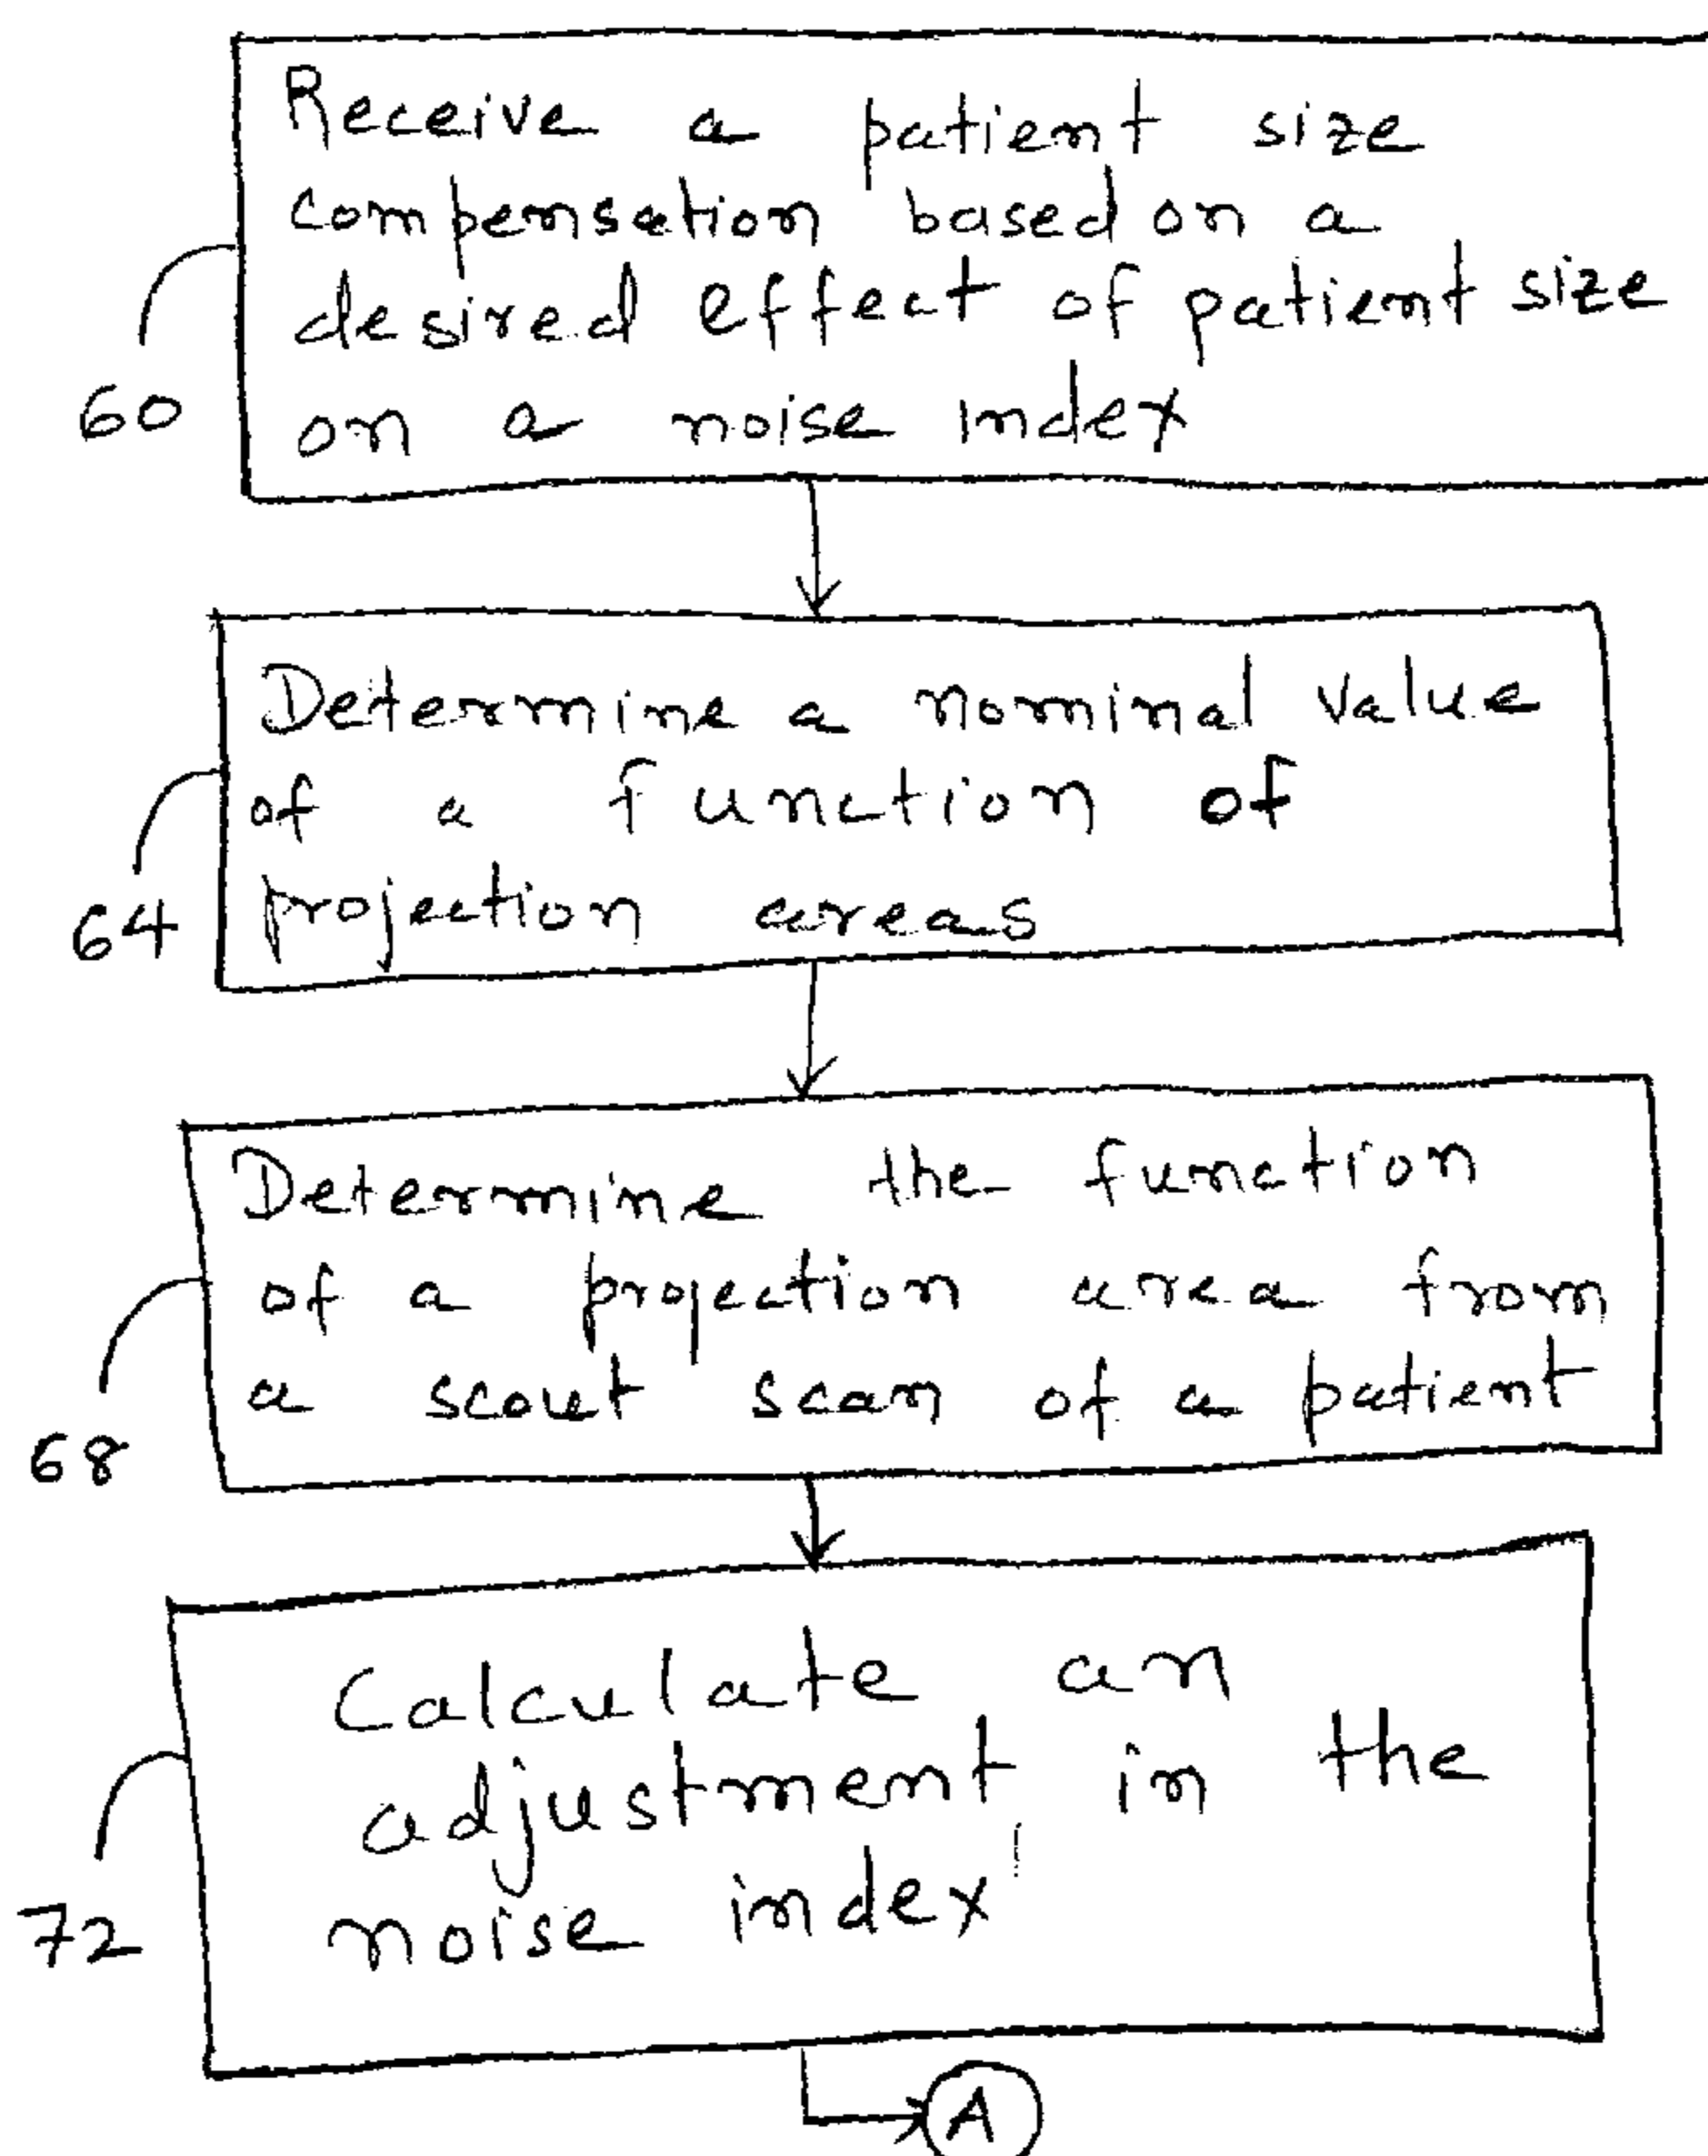 Receive a patient size
compensation based on a
desired effect of patient size
60
on a noise index
Determine a nominal value
of a function of
64
projection areas
Determine the function
of a projection area from
a scout scan of a patient
68
Calculate an
adjustment in the
72
noise index
A